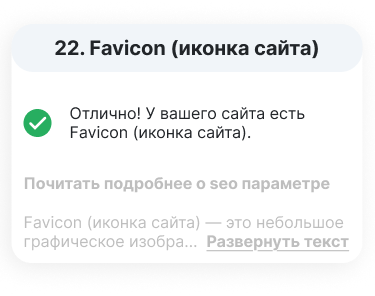 22. Favicon (иконка сайта)
Отлично! У вашего сайта есть
Favicon (иконка сайта).
Почитать подробнее о seo параметре
Favicon (иконка сайта) — это небольшое
графическое изобра... Развернуть текст